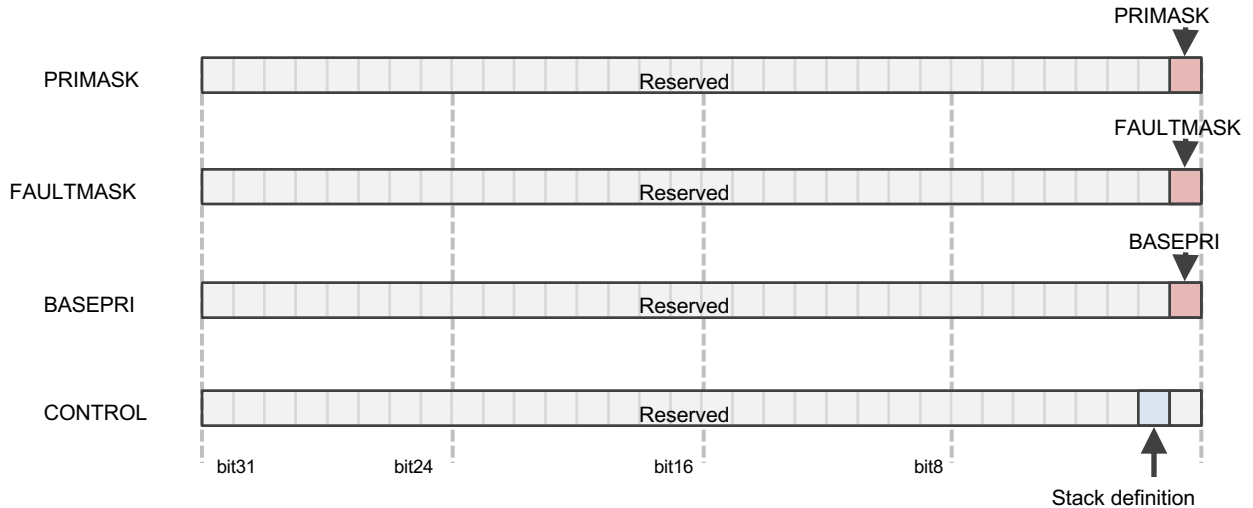 PRIMASK
PRIMASK
Reserved
FAULTMASK
FAULTMASK
Reserved
BASEPRI
BASEPRI
Reserved
CONTROL
Reserved
bit31
bit24
bit16
bit8
Stack definition